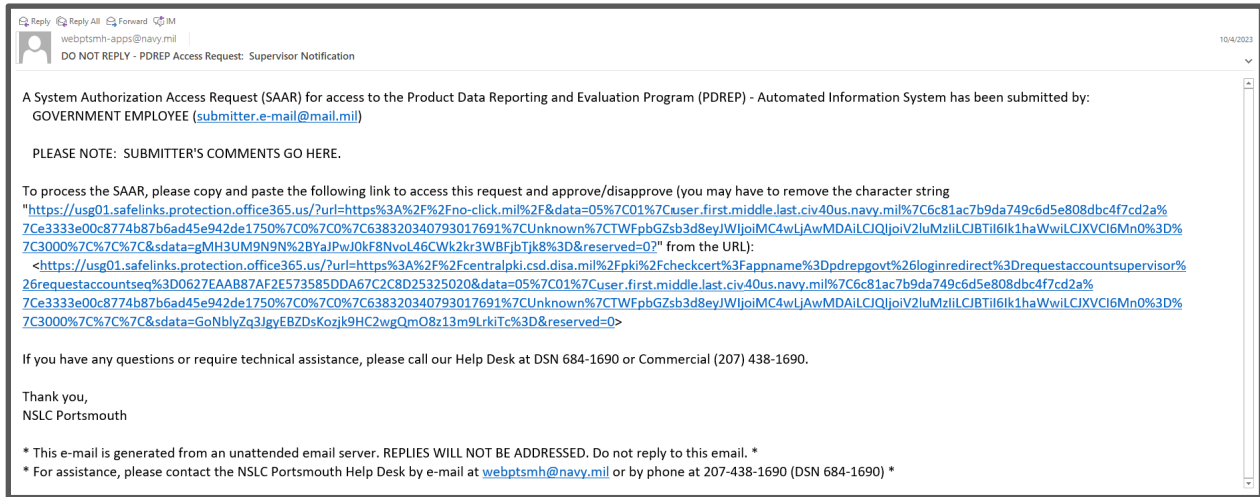 Reply Reply All Forward IM
webptsmh-apps@navy.mil
10/4/2023
DO NOT REPLY - PDREP Access Request: Supervisor Notification
A System Authorization Access Request (SAAR) for access to the Product Data Reporting and Evaluation Program (PDREP) - Automated Information System has been submitted by:
GOVERNMENT EMPLOYEE (submitter.e-mail@mail.mil)
PLEASE NOTE: SUBMITTER'S COMMENTS GO HERE.
To process the SAAR, please copy and paste the following link to access this request and approve/disapprove (you may have to remove the character string
"https://usg01.safelinks.protection.office365.us/?url=https%3A%2F%2Fno-click.mil%2F&data=05%7C01%7Cuser.first.middle.last.civ40us.navy.mil%7C6c81ac7b9da749c6d5e808dbc4f7cd2a%
7Ce3333e00c8774b87b6ad45e942de1750%7C0%7C0%7C638320340793017691%7CUnknown%7CTWFpbGZsb3d8eyJWIjoiMC4wLjAwMDAiLCJQIjoiV2luMzIiLCJBTiI6Ik1haWwiLCJXVCI6Mn0%3D%
7C3000%7C%7C%7C&sdata=gMH3UM9N9N%2BYaJPwJ0kF8NvoL46CWk2kr3WBFjbTjk8%3D&reserved=0?" from the URL):
<https://usg01.safelinks.protection.office365.us/?url=https%3A%2F%2Fcentralpki.csd.disa.mil%2Fpki%2Fcheckcert%3Fappname%3Dpdrepgovt%26loginredirect%3Drequestaccountsupervisor%
26requestaccountseq%3D0627EAAB87AF2E573585DDA67C2C8D25325020&data=05%7C01%7Cuser.first.middle.last.civ40us.navy.mil%7C6c81ac7b9da749c6d5e808dbc4f7cd2a%
7Ce3333e00c8774b87b6ad45e942de1750%7C0%7C0%7C638320340793017691%7CUnknown%7CTWFpbGZsb3d8eyJWIjoiMC4wLjAwMDAiLCJQIjoiV2luMzIiLCJBTiI6Ik1haWwiLCJXVCI6Mn0%3D%
7C3000%7C%7C%7C&sdata=GoNblyZq3JgyEBZDsKozjk9HC2wgQmO8z13m9LrkiTc%3D&reserved=0>
If you have any questions or require technical assistance, please call our Help Desk at DSN 684-1690 or Commercial (207) 438-1690.
Thank you,
NSLC Portsmouth
* This e-mail is generated from an unattended email server. REPLIES WILL NOT BE ADDRESSED. Do not reply to this email. *
* For assistance, please contact the NSLC Portsmouth Help Desk by e-mail at webptsmh@navy.mil or by phone at 207-438-1690 (DSN 684-1690) *